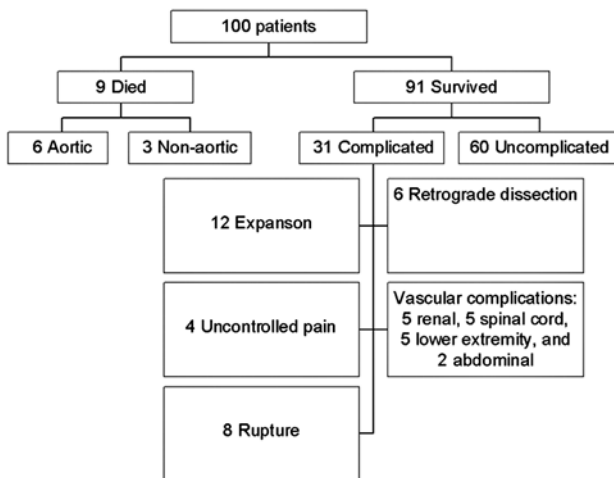 100 patients
9 Died
91 Survived
6 Aortic
3 Non-aortic
31 Complicated
60 Uncomplicated
12 Expanson
6 Retrograde dissection
4 Uncontrolled pain
Vascular complications:
5 renal, 5 spinal cord,
5 lower extremity, and
2 abdominal
8 Rupture